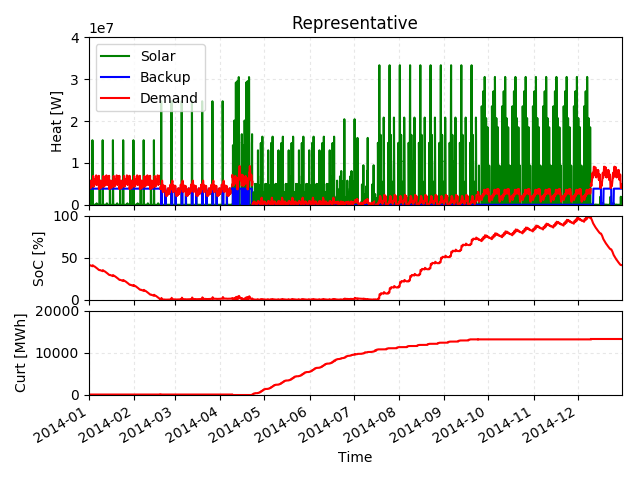 Representative
1e7
4
3
2
1
0
Heat [W]
Solar
Backup
Demand
100
50
0
SoC [%]
20000
10000
0
Curt [MWh]
2014-01
2014-02
2014-03
2014-04
2014-05
2014-06
2014-07
2014-08
2014-09
2014-10
2014-11
2014-12
Time